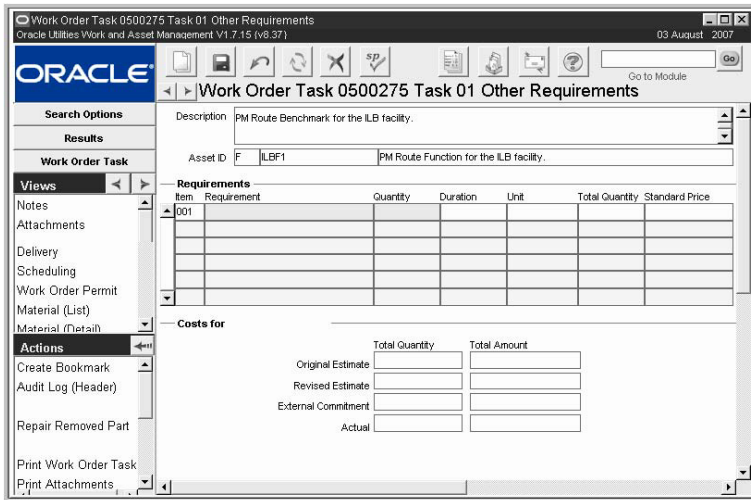 Work Order Task 0500275 Task 01 Other Requirements
Oracle Utilities Work and Asset Management V1.7.15 (v8.37)
03 August 2007
ORACLE
sp
?
Go
Go to Module
Work Order Task 0500275 Task 01 Other Requirements
Search Options
Results
Work Order Task
Views
Notes
Attachments
Delivery
Scheduling
Work Order Permit
Material (List)
Material (Detail)
Actions
Create Bookmark
Audit Log (Header)
Repair Removed Part
Print Work Order Task
Print Attachments
Description PM Route Benchmark for the ILB facility.
Asset ID F ILBF1 PM Route Function for the ILB facility.
Requirements
Item Requirement Quantity Duration Unit Total Quantity Standard Price
001
Costs for
Total Quantity Total Amount
Original Estimate
Revised Estimate
External Commitment
Actual